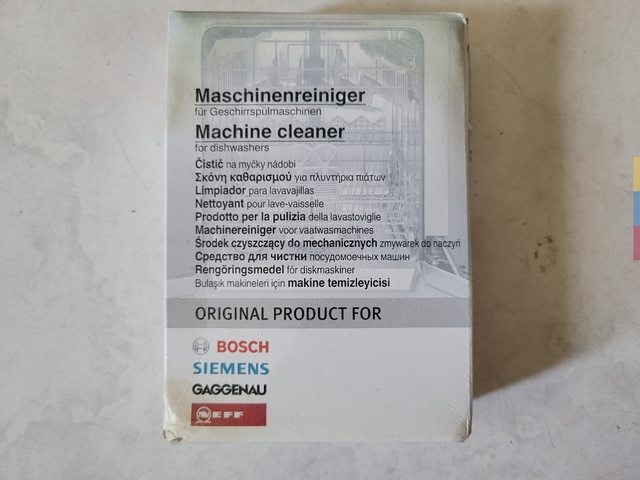 Maschinenreiniger
für Geschirrspülmaschinen
Machine cleaner
for dishwashers
Čistič na myčky nádobí
Σκόνη καθαρισμού για πλυντήρια πιάτων
Limpiador para lavavajillas
Nettoyant pour lave-vaisselle
Prodotto per la pulizia della lavastoviglie
Machinereiniger voor vaatwasmachines
Środek czyszczący do mechanicznych zmywarek do naczyń
Средство для чистки посудомоечных машин
Rengöringsmedel för diskmaskiner
Bulaşık makineleri için makine temizleyicisi
ORIGINAL PRODUCT FOR
BOSCH
SIEMENS
GAGGENAU
NEFF